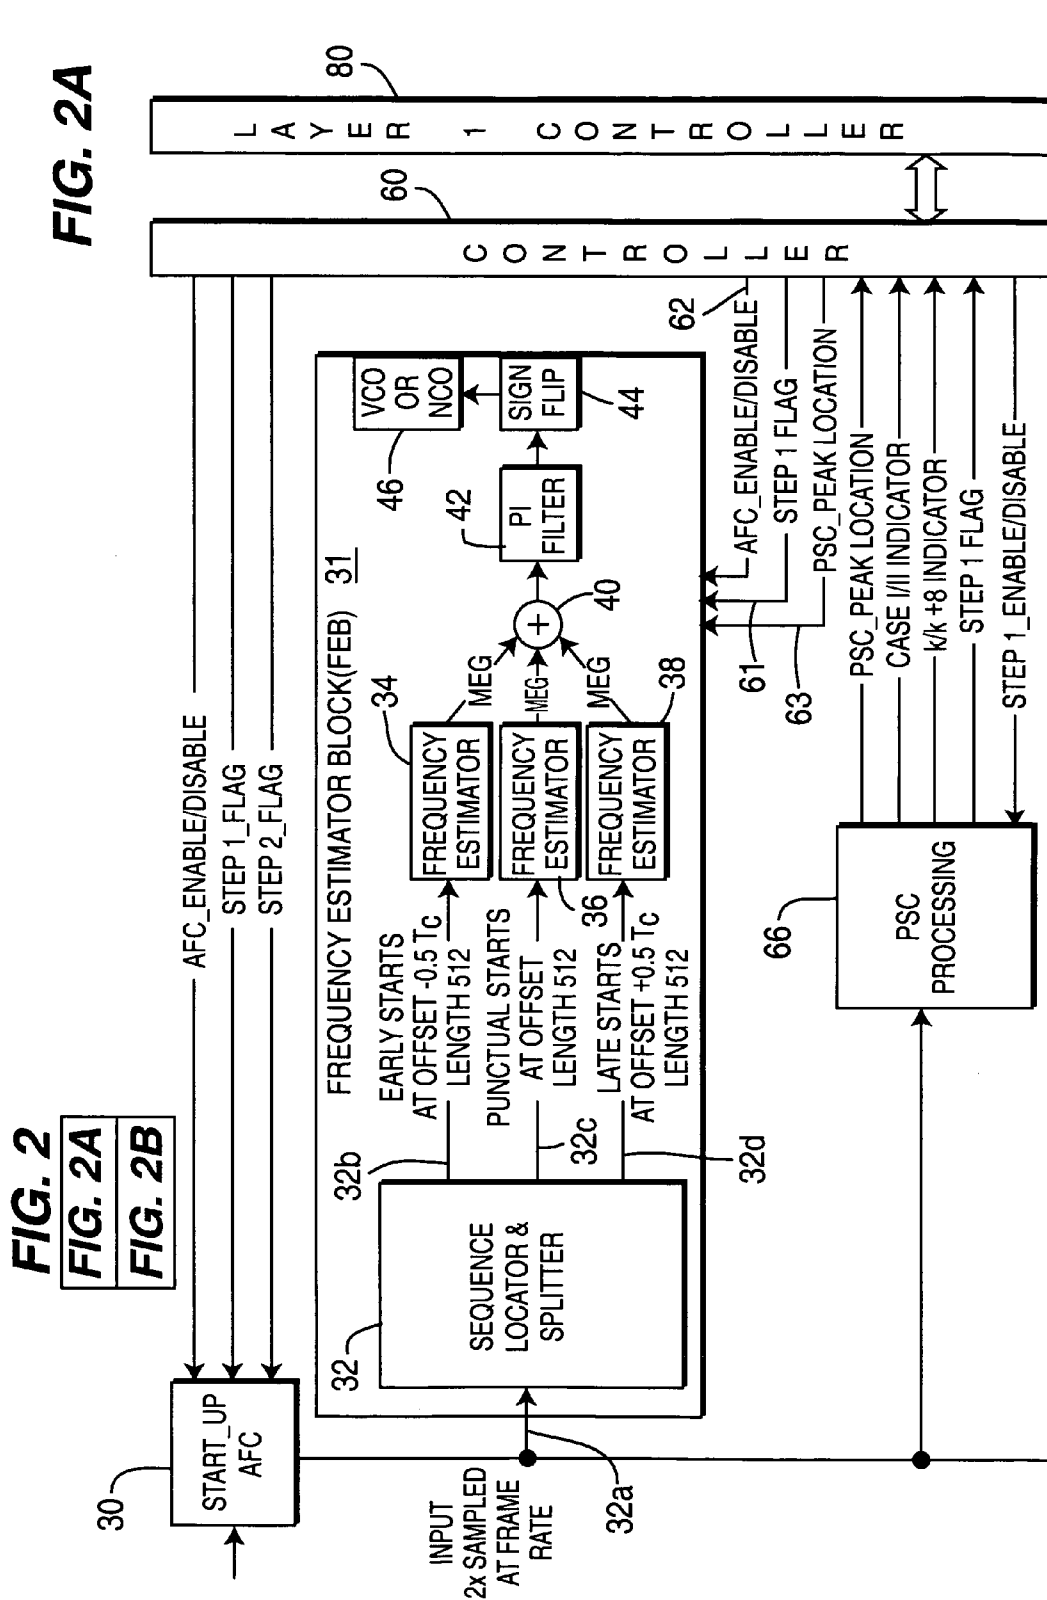 FIG. 2
FIG. 2A
FIG. 2B
FIG. 2A
30
START_UP
AFC
AFC_ENABLE/DISABLE
STEP 1_FLAG
STEP 2_FLAG
60
CONTROLLER
80
LAYER 1 CONTROLLER
FREQUENCY ESTIMATOR BLOCK(FEB) 31
INPUT
2x SAMPLED
AT FRAME
RATE
32a
32
SEQUENCE
LOCATOR &
SPLITTER
32b
EARLY STARTS
AT OFFSET -0.5 Tc
LENGTH 512
32c
PUNCTUAL STARTS
AT OFFSET
LENGTH 512
32d
LATE STARTS
AT OFFSET +0.5 Tc
LENGTH 512
34
FREQUENCY
ESTIMATOR
36
FREQUENCY
ESTIMATOR
38
FREQUENCY
ESTIMATOR
MEG
MEG
MEG
+
40
42
PI
FILTER
44
SIGN
FLIP
46
VCO
OR
NCO
62
AFC_ENABLE/DISABLE
61
STEP 1 FLAG
63
PSC_PEAK LOCATION
66
PSC
PROCESSING
PSC_PEAK LOCATION
CASE I/II INDICATOR
k/k +8 INDICATOR
STEP 1 FLAG
STEP 1_ENABLE/DISABLE